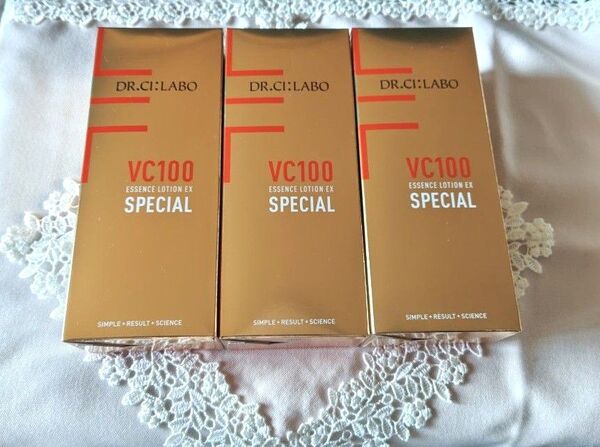 DR.CI:LABO
VC100
ESSENCE LOTION EX
SPECIAL
SIMPLE + RESULT + SCIENCE
DR.CI:LABO
VC100
ESSENCE LOTION EX
SPECIAL
SIMPLE + RESULT + SCIENCE
DR.CI:LABO
VC100
ESSENCE LOTION EX
SPECIAL
SIMPLE + RESULT + SCIENCE